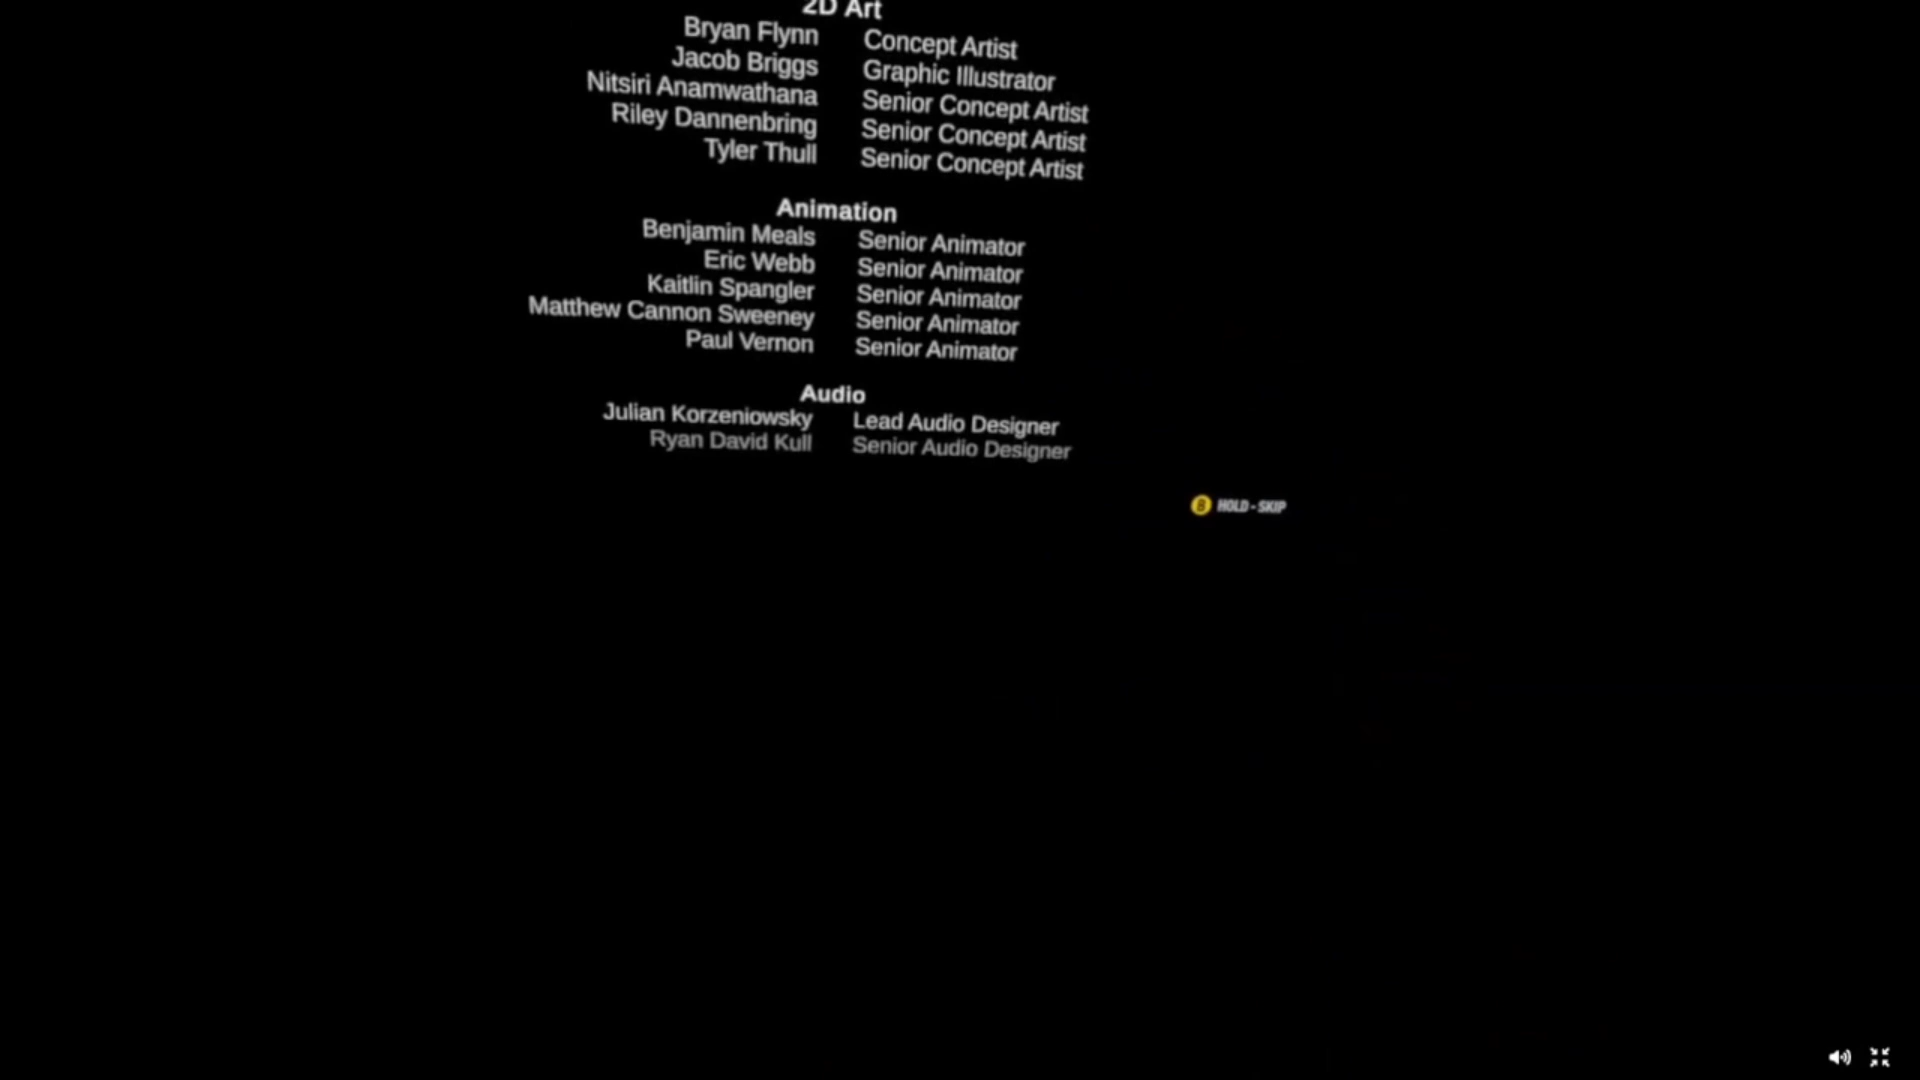 2D Art
Bryan Flynn Concept Artist
Jacob Briggs Graphic Illustrator
Nitsiri Anamwathana Senior Concept Artist
Riley Dannenbring Senior Concept Artist
Tyler Thull Senior Concept Artist
Animation
Benjamin Meals Senior Animator
Eric Webb Senior Animator
Kaitlin Spangler Senior Animator
Matthew Cannon Sweeney Senior Animator
Paul Vernon Senior Animator
Audio
Julian Korzeniowsky Lead Audio Designer
Ryan David Kull Senior Audio Designer
B HOLD - SKIP